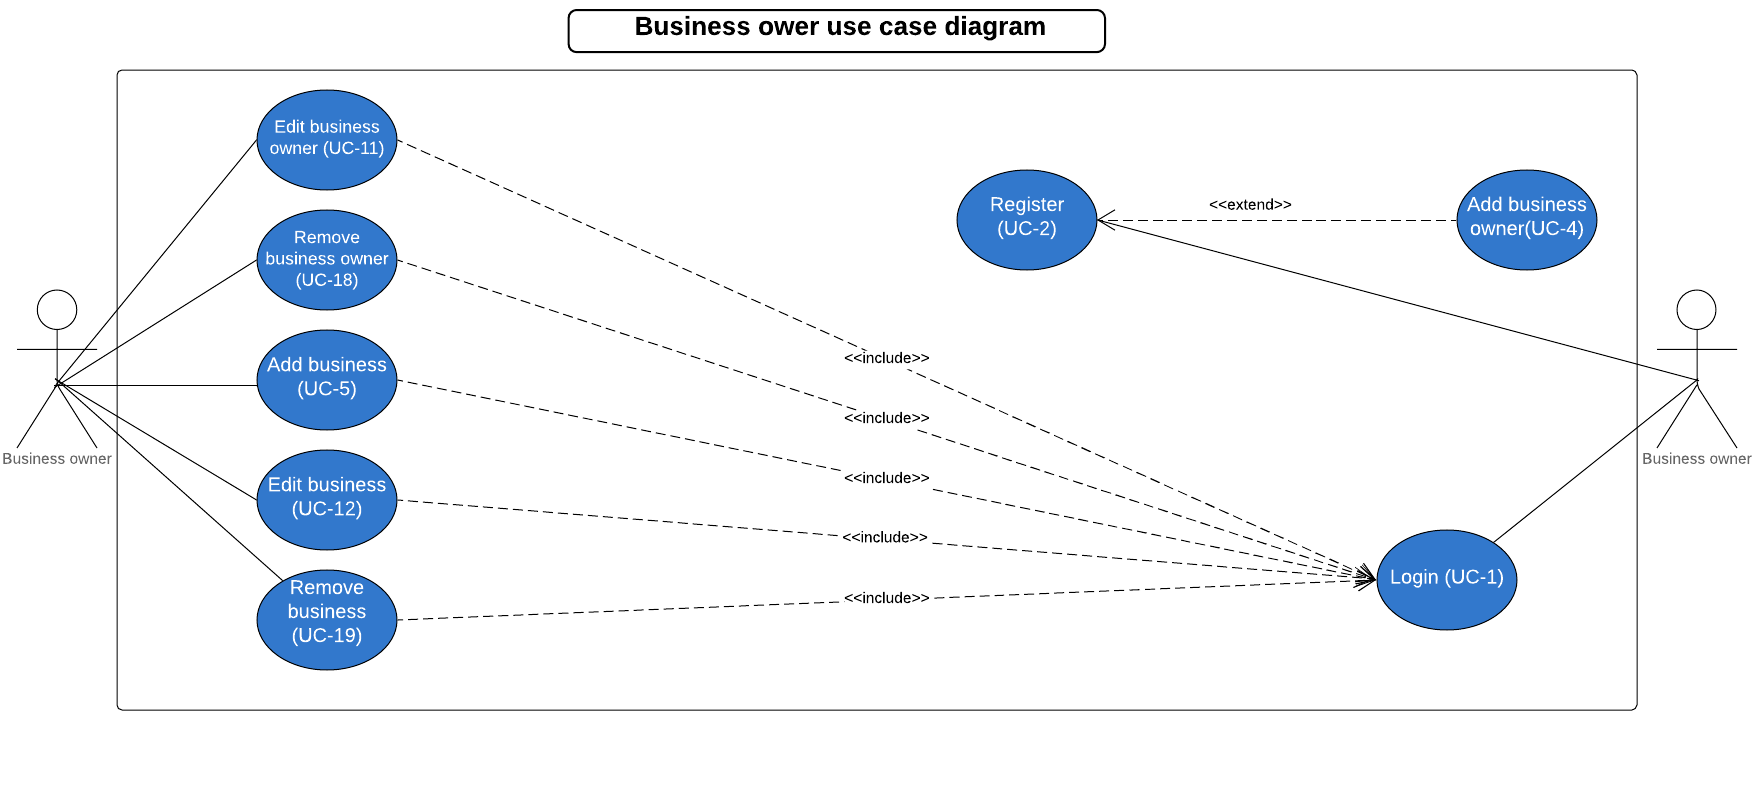 Business ower use case diagram
Edit business
owner (UC-11)
Remove
business owner
(UC-18)
Add business
(UC-5)
Edit business
(UC-12)
Remove
business
(UC-19)
Business owner
<<include>>
<<include>>
<<include>>
<<include>>
<<include>>
Register
(UC-2)
<<extend>>
Add business
owner(UC-4)
Login (UC-1)
Business owner